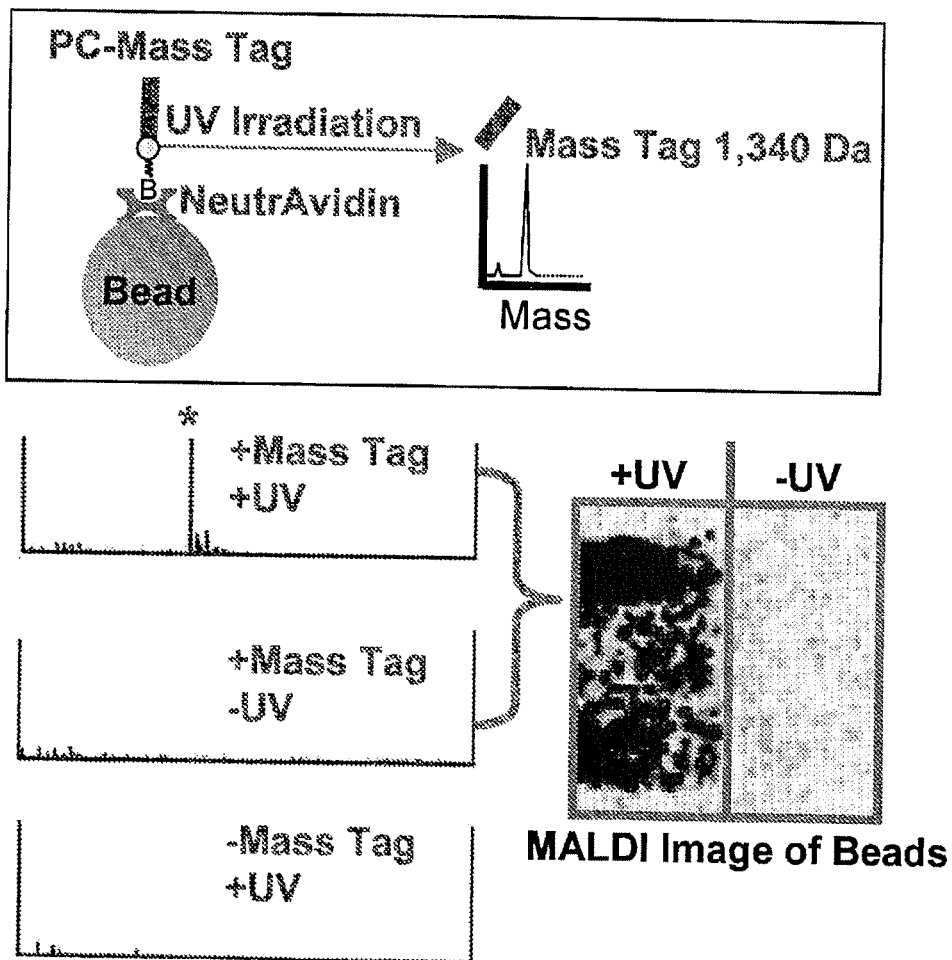 PC-Mass Tag
UV Irradiation
Mass Tag 1,340 Da
B
NeutrAvidin
Bead
Mass
*
+Mass Tag
+UV
+UV
-UV
+Mass Tag
-UV
-Mass Tag
+UV
MALDI Image of Beads